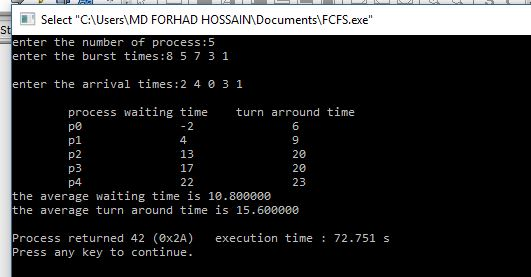 Select "C:\Users\MD FORHAD HOSSAIN\Documents\FCFS.exe"
St
enter the number of process:5
enter the burst times:8 5 7 3 1
enter the arrival times:2 4 0 3 1
process waiting time turn arround time
p0 -2 6
p1 4 9
p2 13 20
p3 17 20
p4 22 23
the average waiting time is 10.800000
the average turn around time is 15.600000
Process returned 42 (0x2A) execution time : 72.751 s
Press any key to continue.